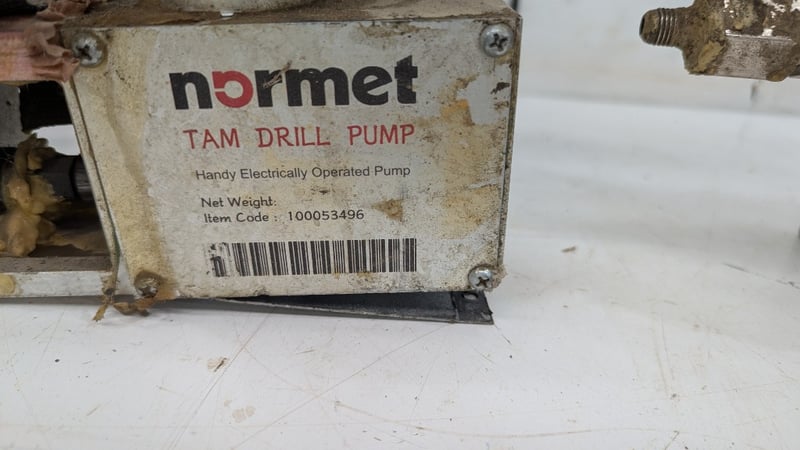 normet
TAM DRILL PUMP
Handy Electrically Operated Pump
Net Weight:
Item Code : 100053496